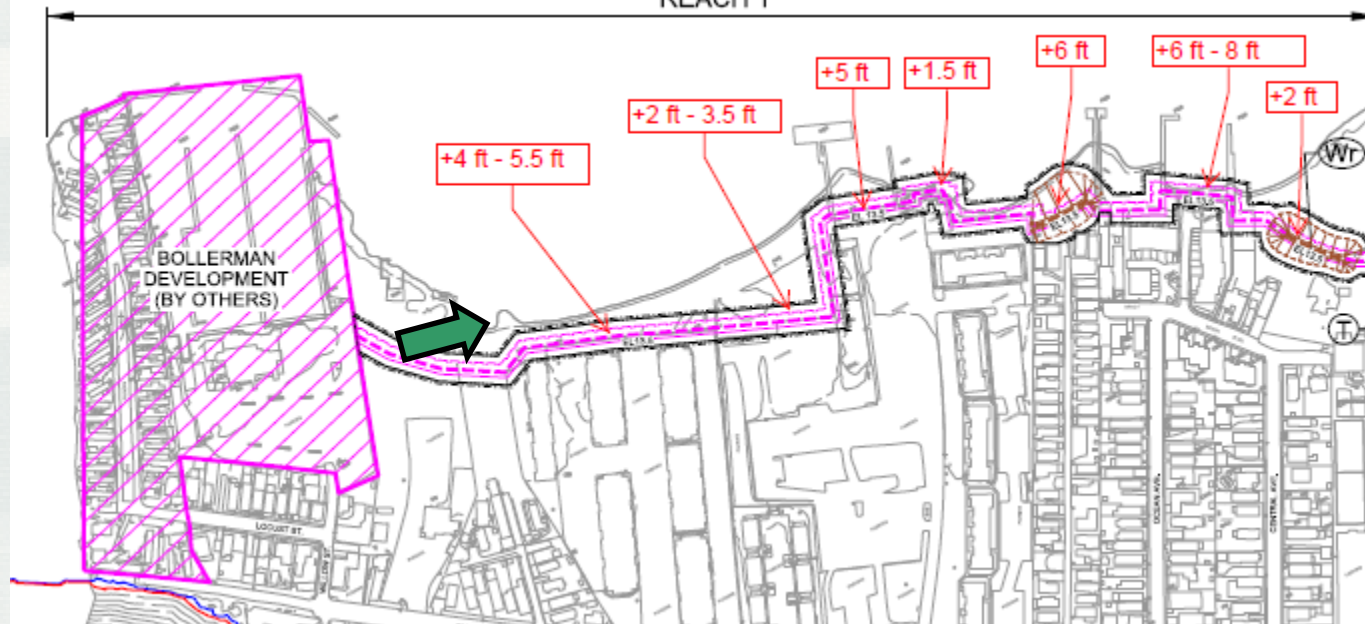 REACH 1
+6 ft
+6 ft - 8 ft
+5 ft
+1.5 ft
+2 ft
+2 ft - 3.5 ft
+4 ft - 5.5 ft
Wr
BOLLERMAN
DEVELOPMENT
(BY OTHERS)
T
LOCUST ST.
OCEAN AVE.
CENTRAL AVE.